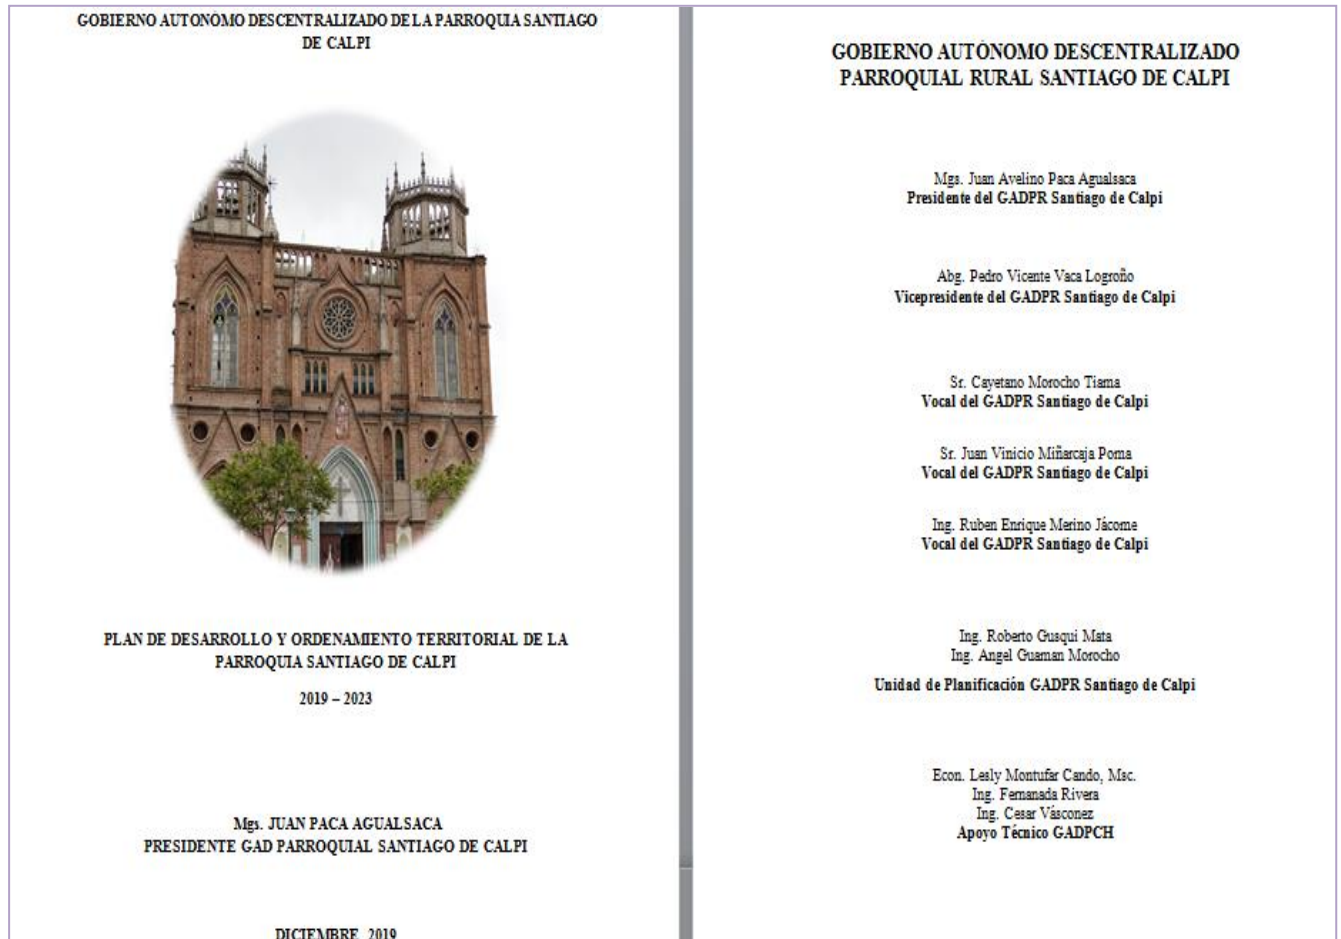 GOBIERNO AUTONÓMO DESCENTRALIZADO DE LA PARROQUIA SANTIAGO
DE CALPI
PLAN DE DESARROLLO Y ORDENAMIENTO TERRITORIAL DE LA
PARROQUIA SANTIAGO DE CALPI
2019 – 2023
Mgs. JUAN PACA AGUALSACA
PRESIDENTE GAD PARROQUIAL SANTIAGO DE CALPI
DICIEMBRE 2019
GOBIERNO AUTÓNOMO DESCENTRALIZADO
PARROQUIAL RURAL SANTIAGO DE CALPI
Mgs. Juan Avelino Paca Agualsaca
Presidente del GADPR Santiago de Calpi
Abg. Pedro Vicente Vaca Logroño
Vicepresidente del GADPR Santiago de Calpi
Sr. Cayetano Morocho Tiama
Vocal del GADPR Santiago de Calpi
Sr. Juan Vinicio Miñarcaja Poma
Vocal del GADPR Santiago de Calpi
Ing. Ruben Enrique Merino Jácome
Vocal del GADPR Santiago de Calpi
Ing. Roberto Gusqui Mata
Ing. Angel Guaman Morocho
Unidad de Planificación GADPR Santiago de Calpi
Econ. Lesly Montufar Cando, Msc.
Ing. Fernanada Rivera
Ing. Cesar Vásconez
Apoyo Técnico GADPCH